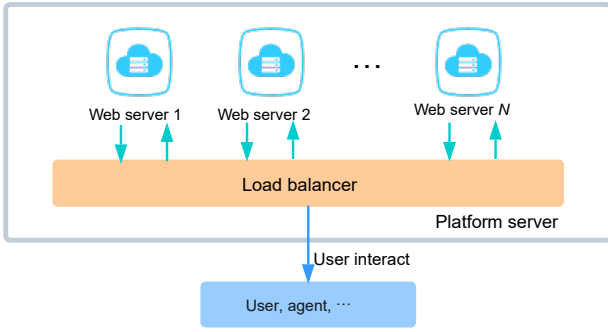 ...
Web server 1
Web server 2
Web server N
Load balancer
Platform server
User interact
User, agent, ...